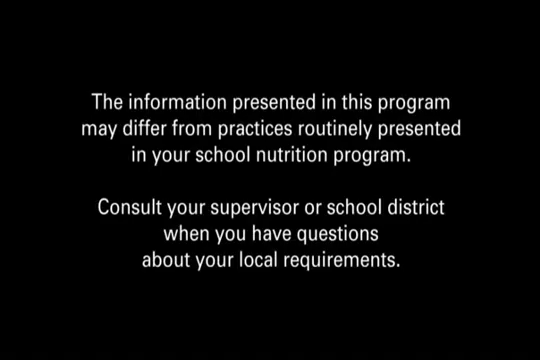 The information presented in this program
may differ from practices routinely presented
in your school nutrition program.
Consult your supervisor or school district
when you have questions
about your local requirements.